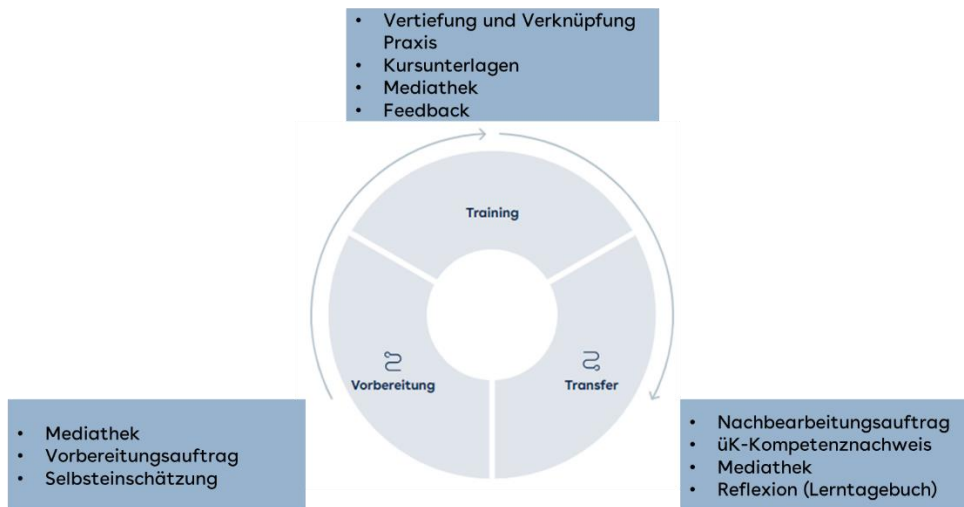 • Vertiefung und Verknüpfung
Praxis
• Kursunterlagen
• Mediathek
• Feedback
Training
Vorbereitung
Transfer
• Mediathek
• Vorbereitungsauftrag
• Selbsteinschätzung
• Nachbearbeitungsauftrag
• üK-Kompetenznachweis
• Mediathek
• Reflexion (Lerntagebuch)